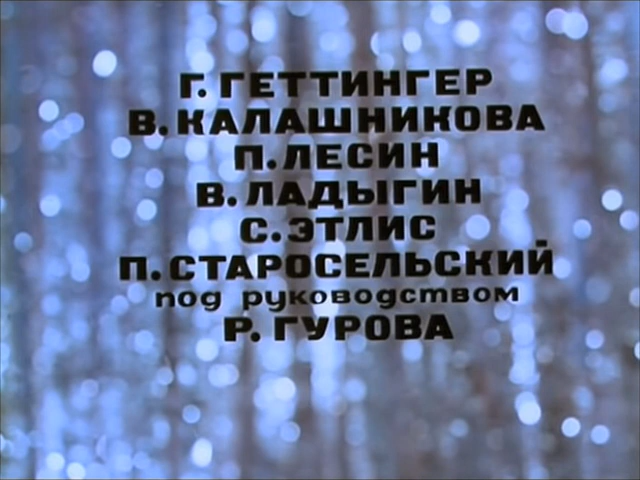 Г. ГЕТТИНГЕР
В. КАЛАШНИКОВА
П. ЛЕСИН
В. ЛАДЫГИН
С. ЭТЛИС
П. СТАРОСЕЛЬСКИЙ
под руководством
Р. ГУРОВА